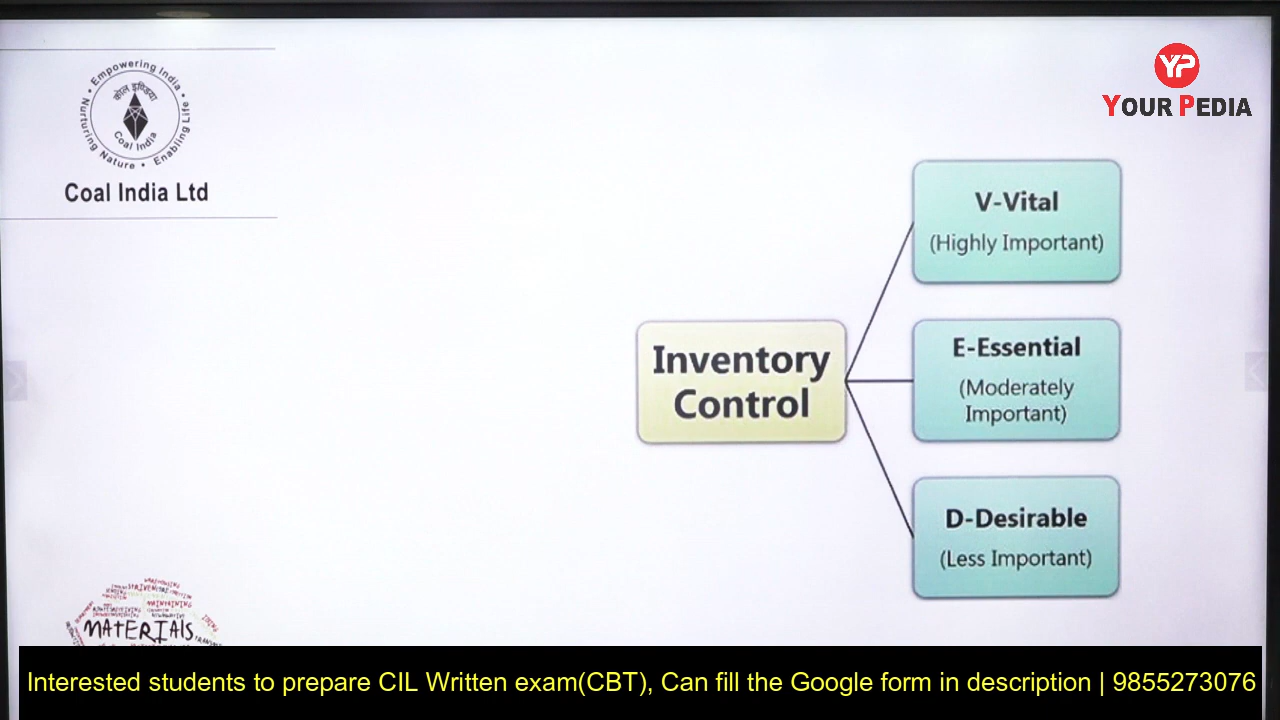 • Empowering India •
Nurturing Nature • Enabling Life
कोल इण्डिया
Coal India
Coal India Ltd
YP
YOUR PEDIA
V-Vital
(Highly Important)
Inventory
Control
E-Essential
(Moderately
Important)
D-Desirable
(Less Important)
MAINTAINING
MATERIALS
Interested students to prepare CIL Written exam(CBT), Can fill the Google form in description | 9855273076